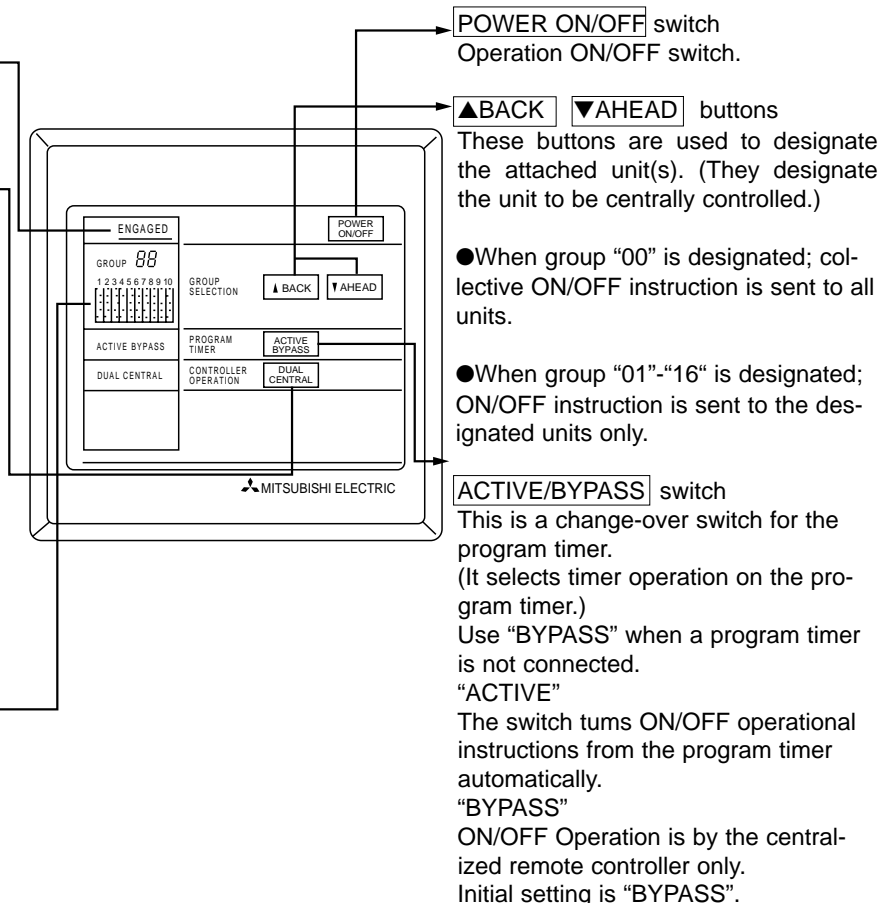 POWER ON/OFF switch
Operation ON/OFF switch.
▲BACK ▼AHEAD buttons
These buttons are used to designate
the attached unit(s). (They designate
the unit to be centrally controlled.)
●When group “00” is designated; col-
lective ON/OFF instruction is sent to all
units.
●When group “01”-“16“ is designated;
ON/OFF instruction is sent to the des-
ignated units only.
ACTIVE/BYPASS switch
This is a change-over switch for the
program timer.
(It selects timer operation on the pro-
gram timer.)
Use “BYPASS” when a program timer
is not connected.
“ACTIVE”
The switch tums ON/OFF operational
instructions from the program timer
automatically.
“BYPASS”
ON/OFF Operation is by the central-
ized remote controller only.
Initial setting is “BYPASS”.
ENGAGED
POWER
ON/OFF
GROUP 88
1 2 3 4 5 6 7 8 9 10
GROUP
SELECTION
▲ BACK
▼ AHEAD
ACTIVE BYPASS
PROGRAM
TIMER
ACTIVE
BYPASS
DUAL CENTRAL
CONTROLLER
OPERATION
DUAL
CENTRAL
MITSUBISHI ELECTRIC